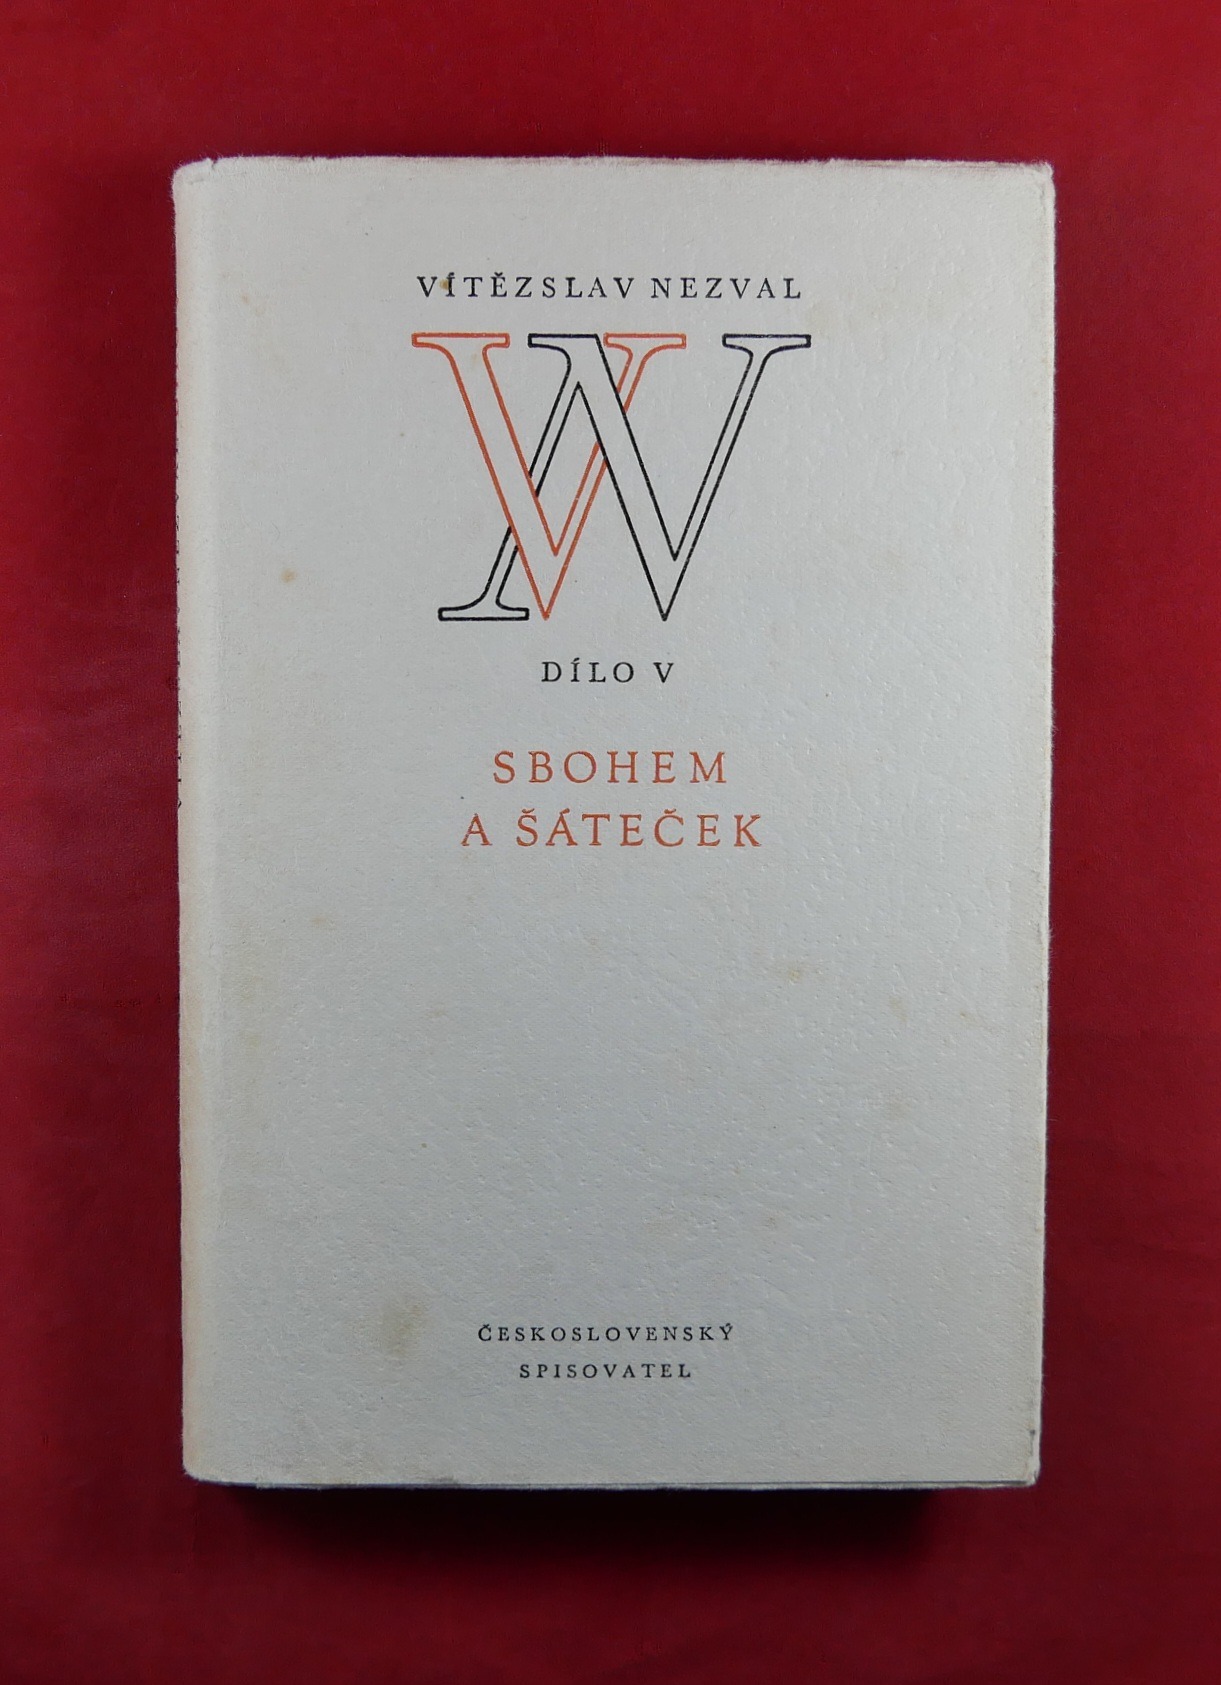 VÍTĚZSLAV NEZVAL
VN
DÍLO V
SBOHEM
A ŠÁTEČEK
ČESKOSLOVENSKÝ
SPISOVATEL